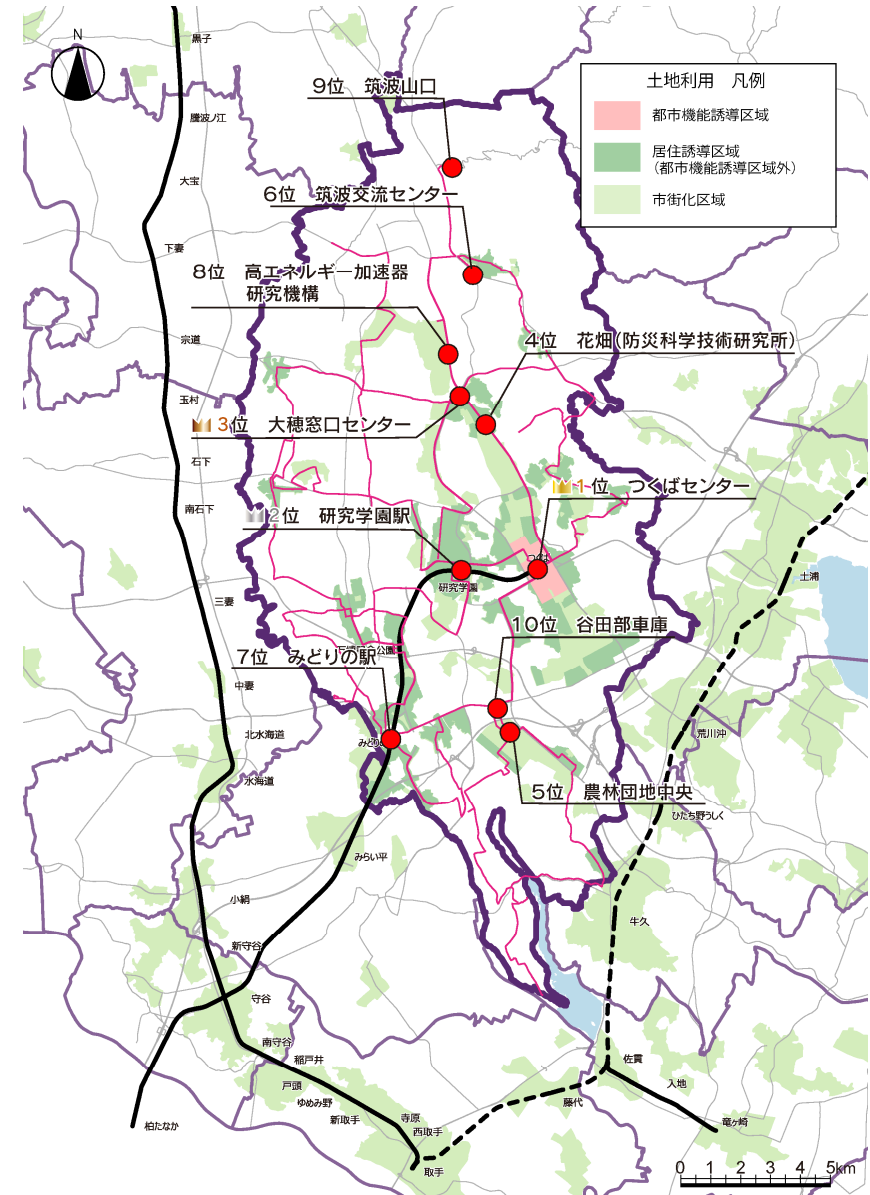 N
黒子
騰波ノ江
大宝
下妻
宗道
玉村
石下
南石下
三妻
中妻
北水海道
水海道
小絹
新守谷
守谷
南守谷
稲戸井
戸頭
ゆめみ野
新取手
寺原
西取手
取手
柏たなか
みらい平
藤代
佐貫
入地
竜ヶ崎
牛久
ひたち野うしく
荒川沖
土浦
土地利用 凡例
都市機能誘導区域
居住誘導区域
(都市機能誘導区域外)
市街化区域
9位 筑波山口
6位 筑波交流センター
8位 高エネルギー加速器
研究機構
4位 花畑(防災科学技術研究所)
3位 大穂窓口センター
1位 つくばセンター
2位 研究学園駅
研究学園
10位 谷田部車庫
7位 みどりの駅
5位 農林団地中央
0 1 2 3 4 5km